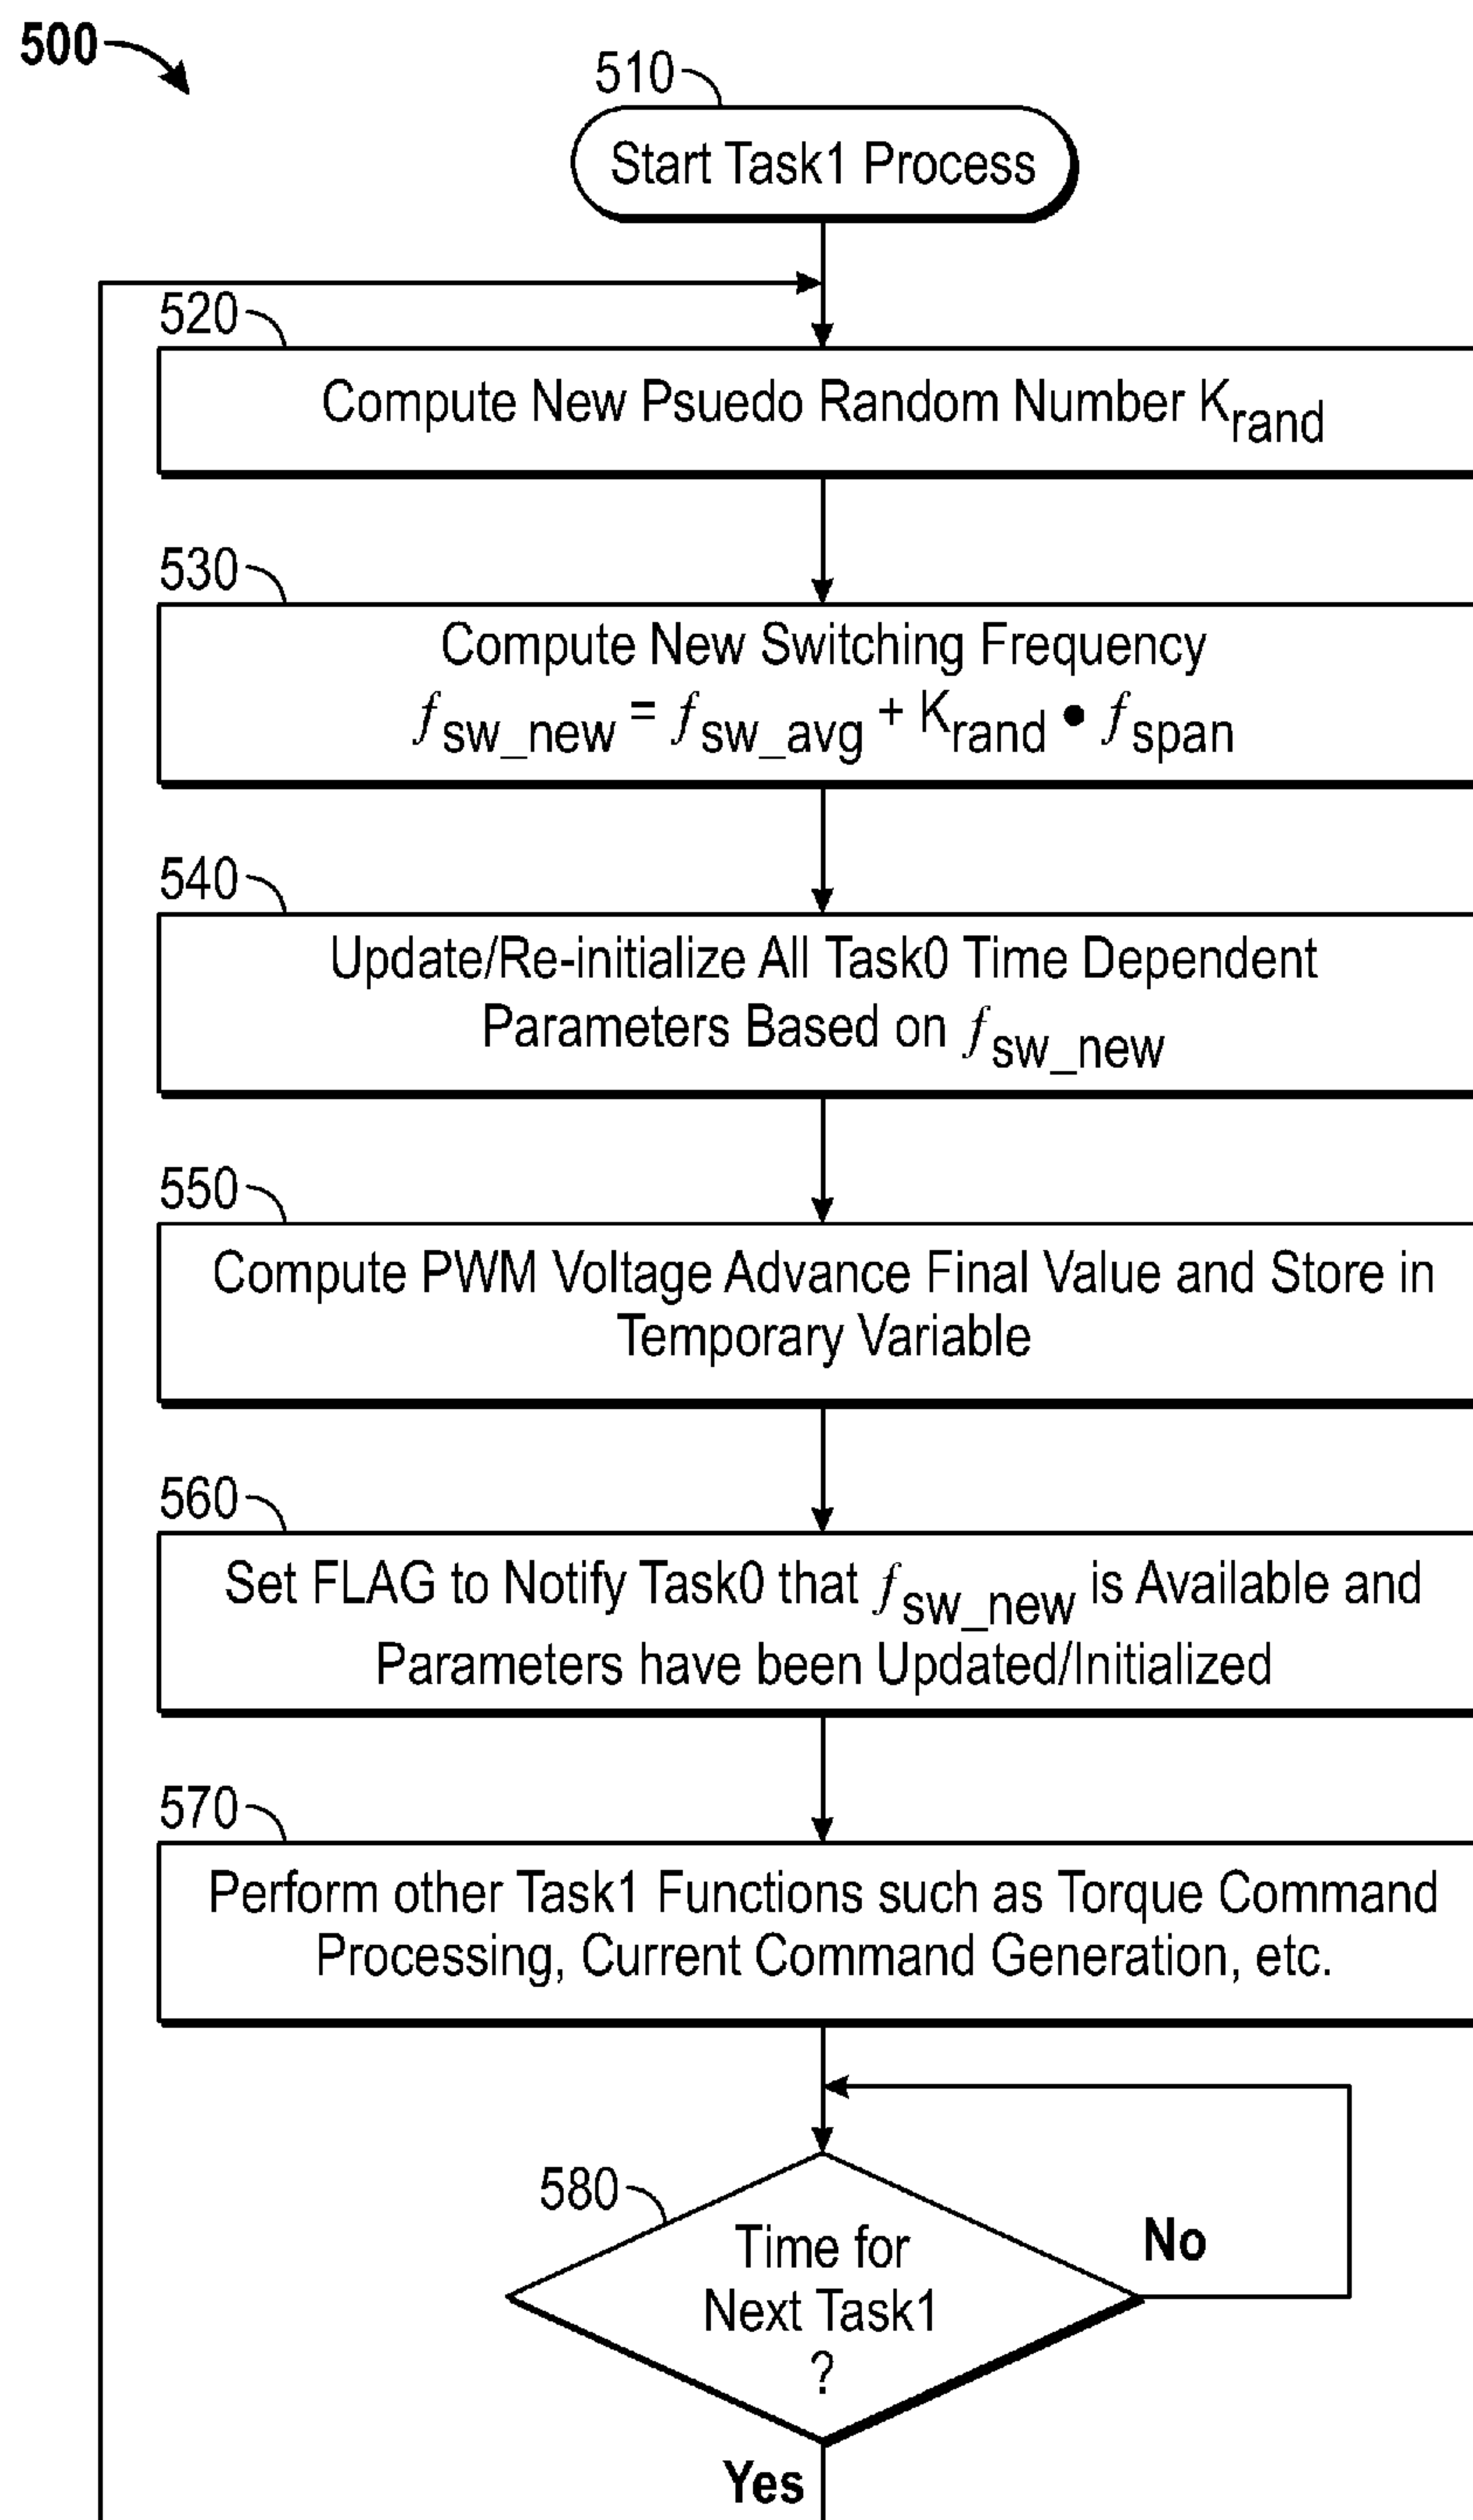 500
510
Start Task1 Process
520
Compute New Psuedo Random Number Krand
530
Compute New Switching Frequency
fsw_new = fsw_avg + Krand • fspan
540
Update/Re-initialize All Task0 Time Dependent
Parameters Based on fsw_new
550
Compute PWM Voltage Advance Final Value and Store in
Temporary Variable
560
Set FLAG to Notify Task0 that fsw_new is Available and
Parameters have been Updated/Initialized
570
Perform other Task1 Functions such as Torque Command
Processing, Current Command Generation, etc.
580
Time for
Next Task1
?
No
Yes